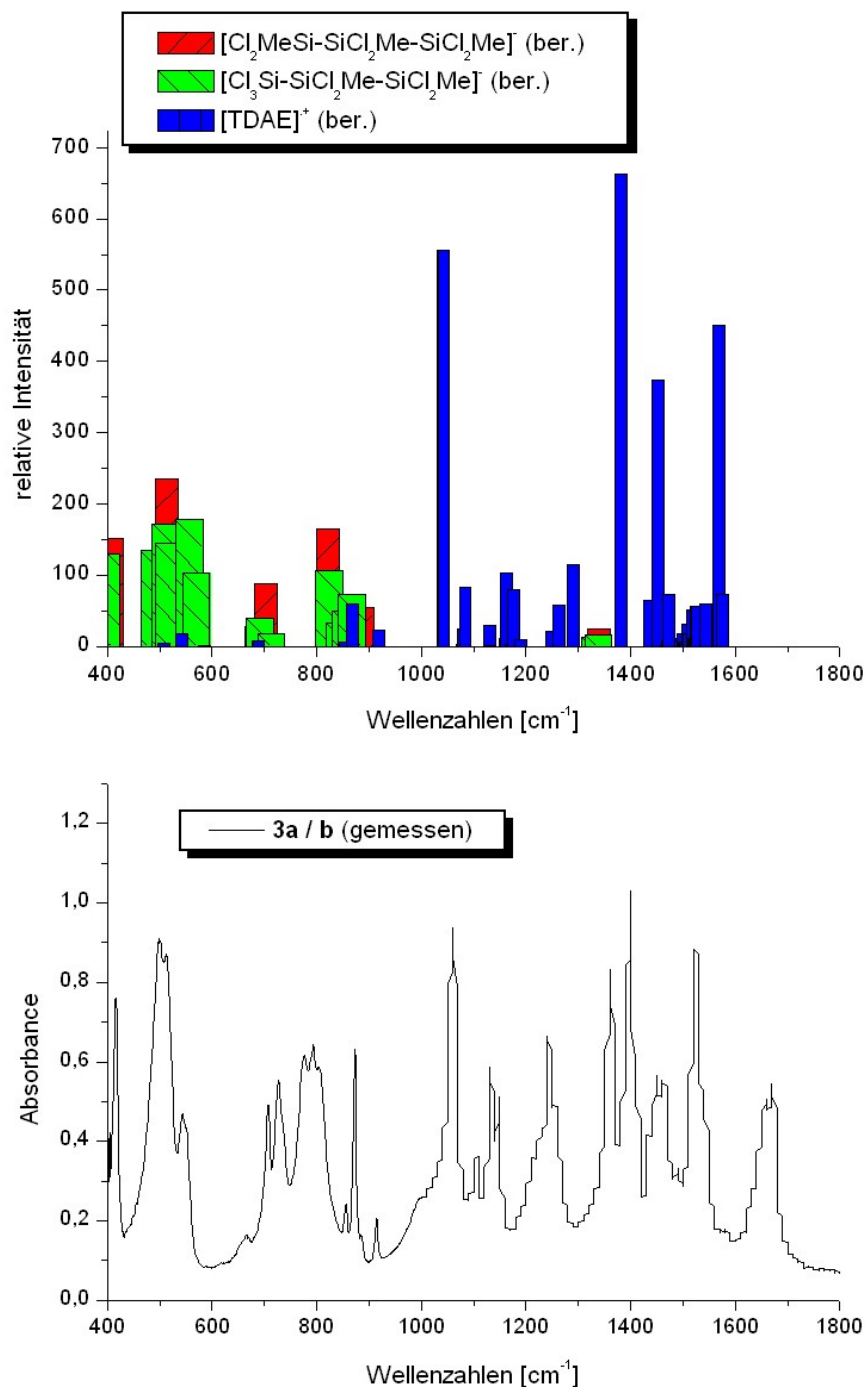 [Cl₂MeSi-SiCl₂Me-SiCl₂Me]⁻ (ber.)
[Cl₃Si-SiCl₂Me-SiCl₂Me]⁻ (ber.)
[TDAE]·⁺ (ber.)
700
600
500
400
300
200
100
0
relative Intensität
400 600 800 1000 1200 1400 1600 1800
Wellenzahlen [cm⁻¹]
3a / b (gemessen)
1,2
1,0
0,8
0,6
0,4
0,2
0,0
Absorbance
400 600 800 1000 1200 1400 1600 1800
Wellenzahlen [cm⁻¹]